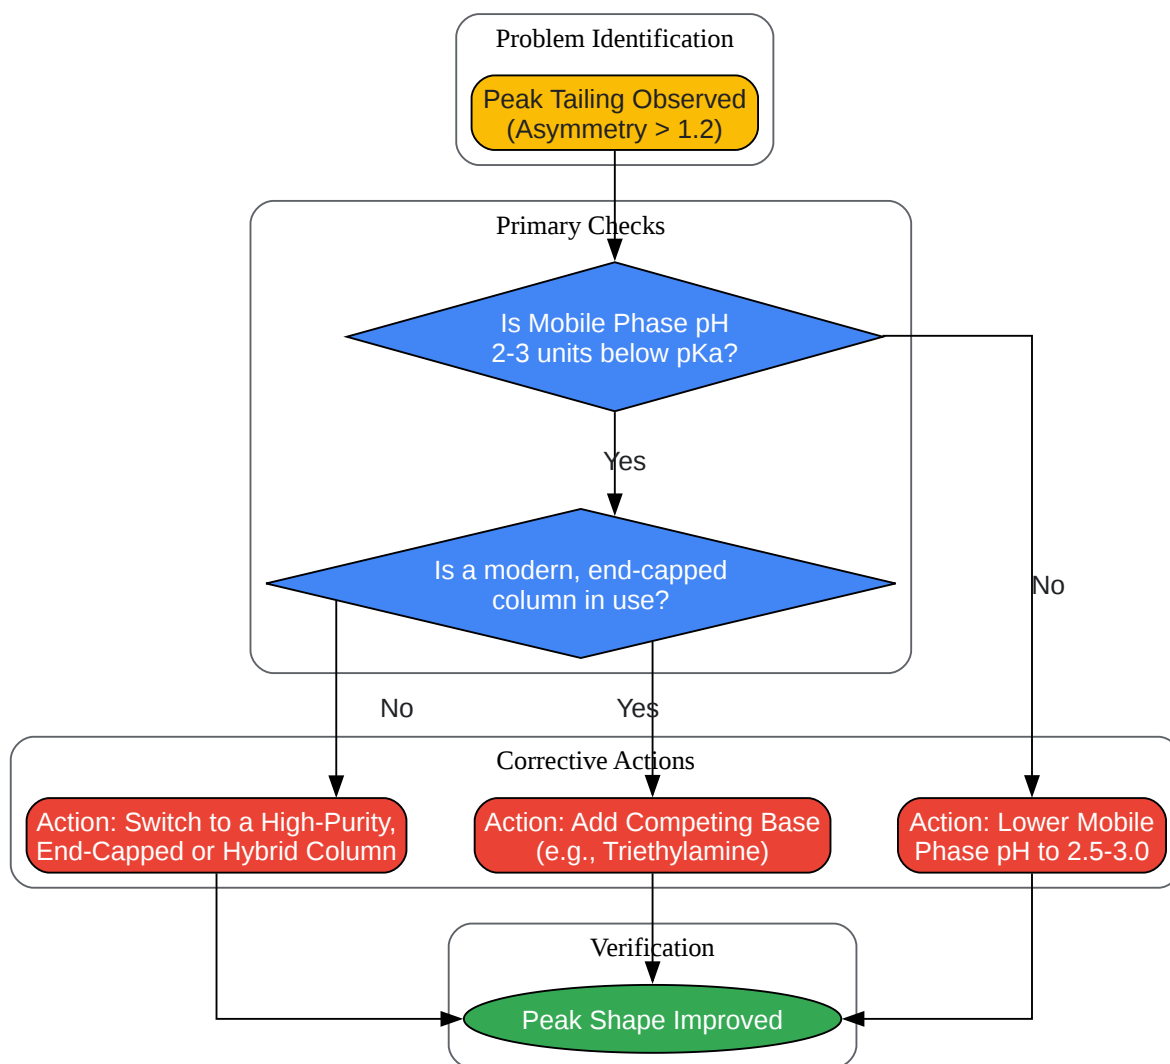 Problem Identification
Peak Tailing Observed
(Asymmetry > 1.2)
Primary Checks
Is Mobile Phase pH
2-3 units below pKa?
Yes
Is a modern, end-capped
column in use?
No
No
Yes
Corrective Actions
Action: Switch to a High-Purity,
End-Capped or Hybrid Column
Action: Add Competing Base
(e.g., Triethylamine)
Action: Lower Mobile
Phase pH to 2.5-3.0
Verification
Peak Shape Improved